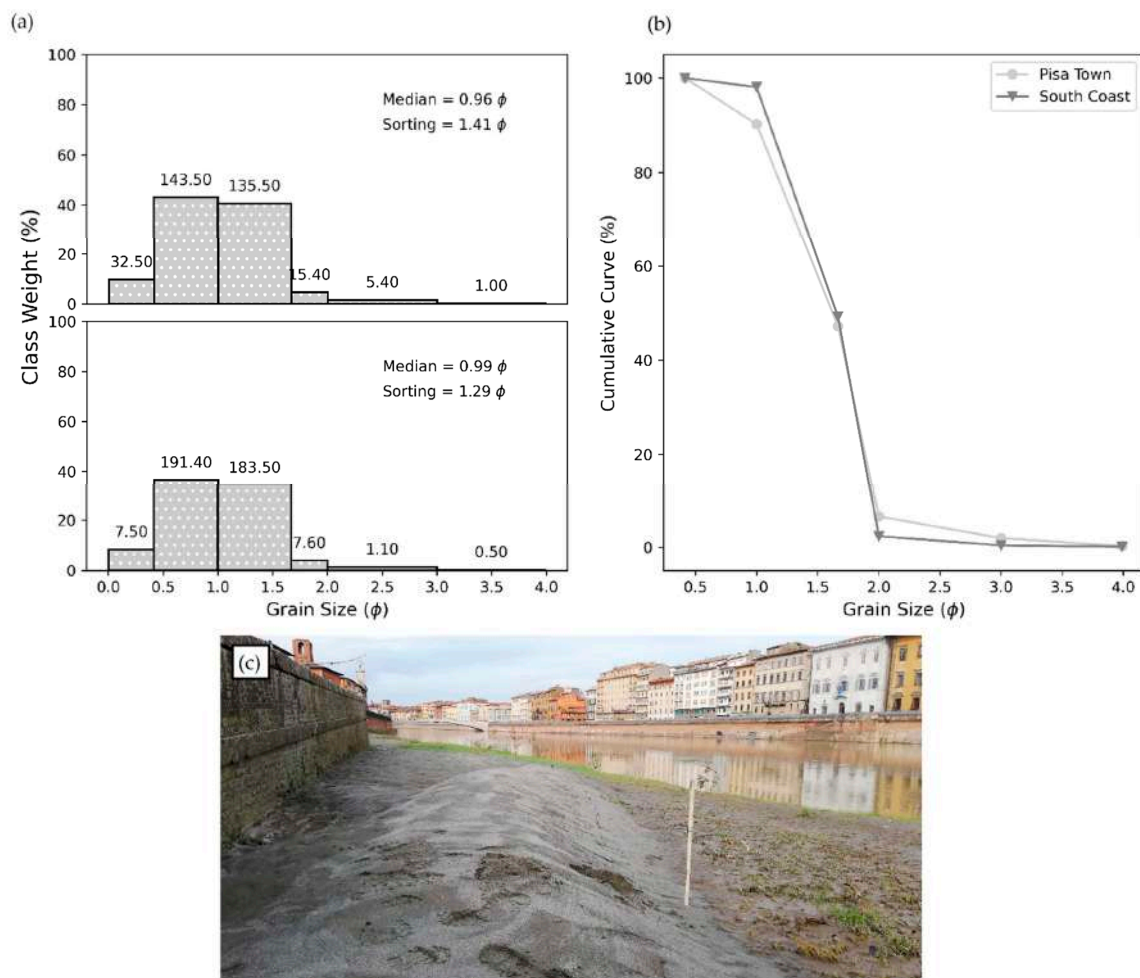 (a)
100
80
60
40
20
0
Median = 0.96 ϕ
Sorting = 1.41 ϕ
32.50
143.50
135.50
15.40
5.40
1.00
100
80
60
40
20
0
Median = 0.99 ϕ
Sorting = 1.29 ϕ
7.50
191.40
183.50
7.60
1.10
0.50
0.0 0.5 1.0 1.5 2.0 2.5 3.0 3.5 4.0
Grain Size (ϕ)
Class Weight (%)
(b)
Pisa Town
South Coast
100
80
60
40
20
0
Cumulative Curve (%)
0.5 1.0 1.5 2.0 2.5 3.0 3.5 4.0
Grain Size (ϕ)
(c)